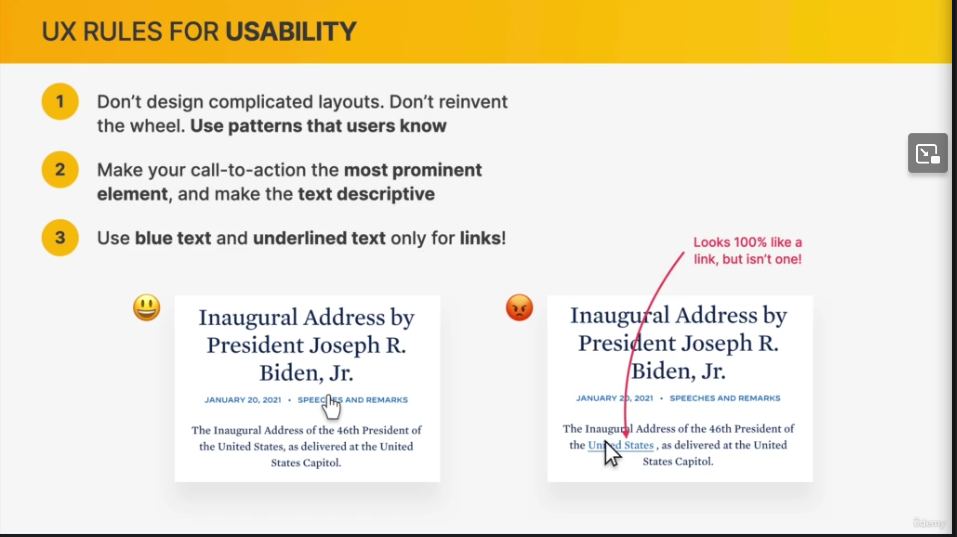 UX RULES FOR USABILITY
1
Don’t design complicated layouts. Don’t reinvent
the wheel. Use patterns that users know
2
Make your call-to-action the most prominent
element, and make the text descriptive
3
Use blue text and underlined text only for links!
Looks 100% like a
link, but isn’t one!
Inaugural Address by
President Joseph R.
Biden, Jr.
JANUARY 20, 2021 • SPEECHES AND REMARKS
The Inaugural Address of the 46th President of
the United States, as delivered at the United
States Capitol.
Inaugural Address by
President Joseph R.
Biden, Jr.
JANUARY 20, 2021 • SPEECHES AND REMARKS
The Inaugural Address of the 46th President of
the United States , as delivered at the United
States Capitol.
ûdemy